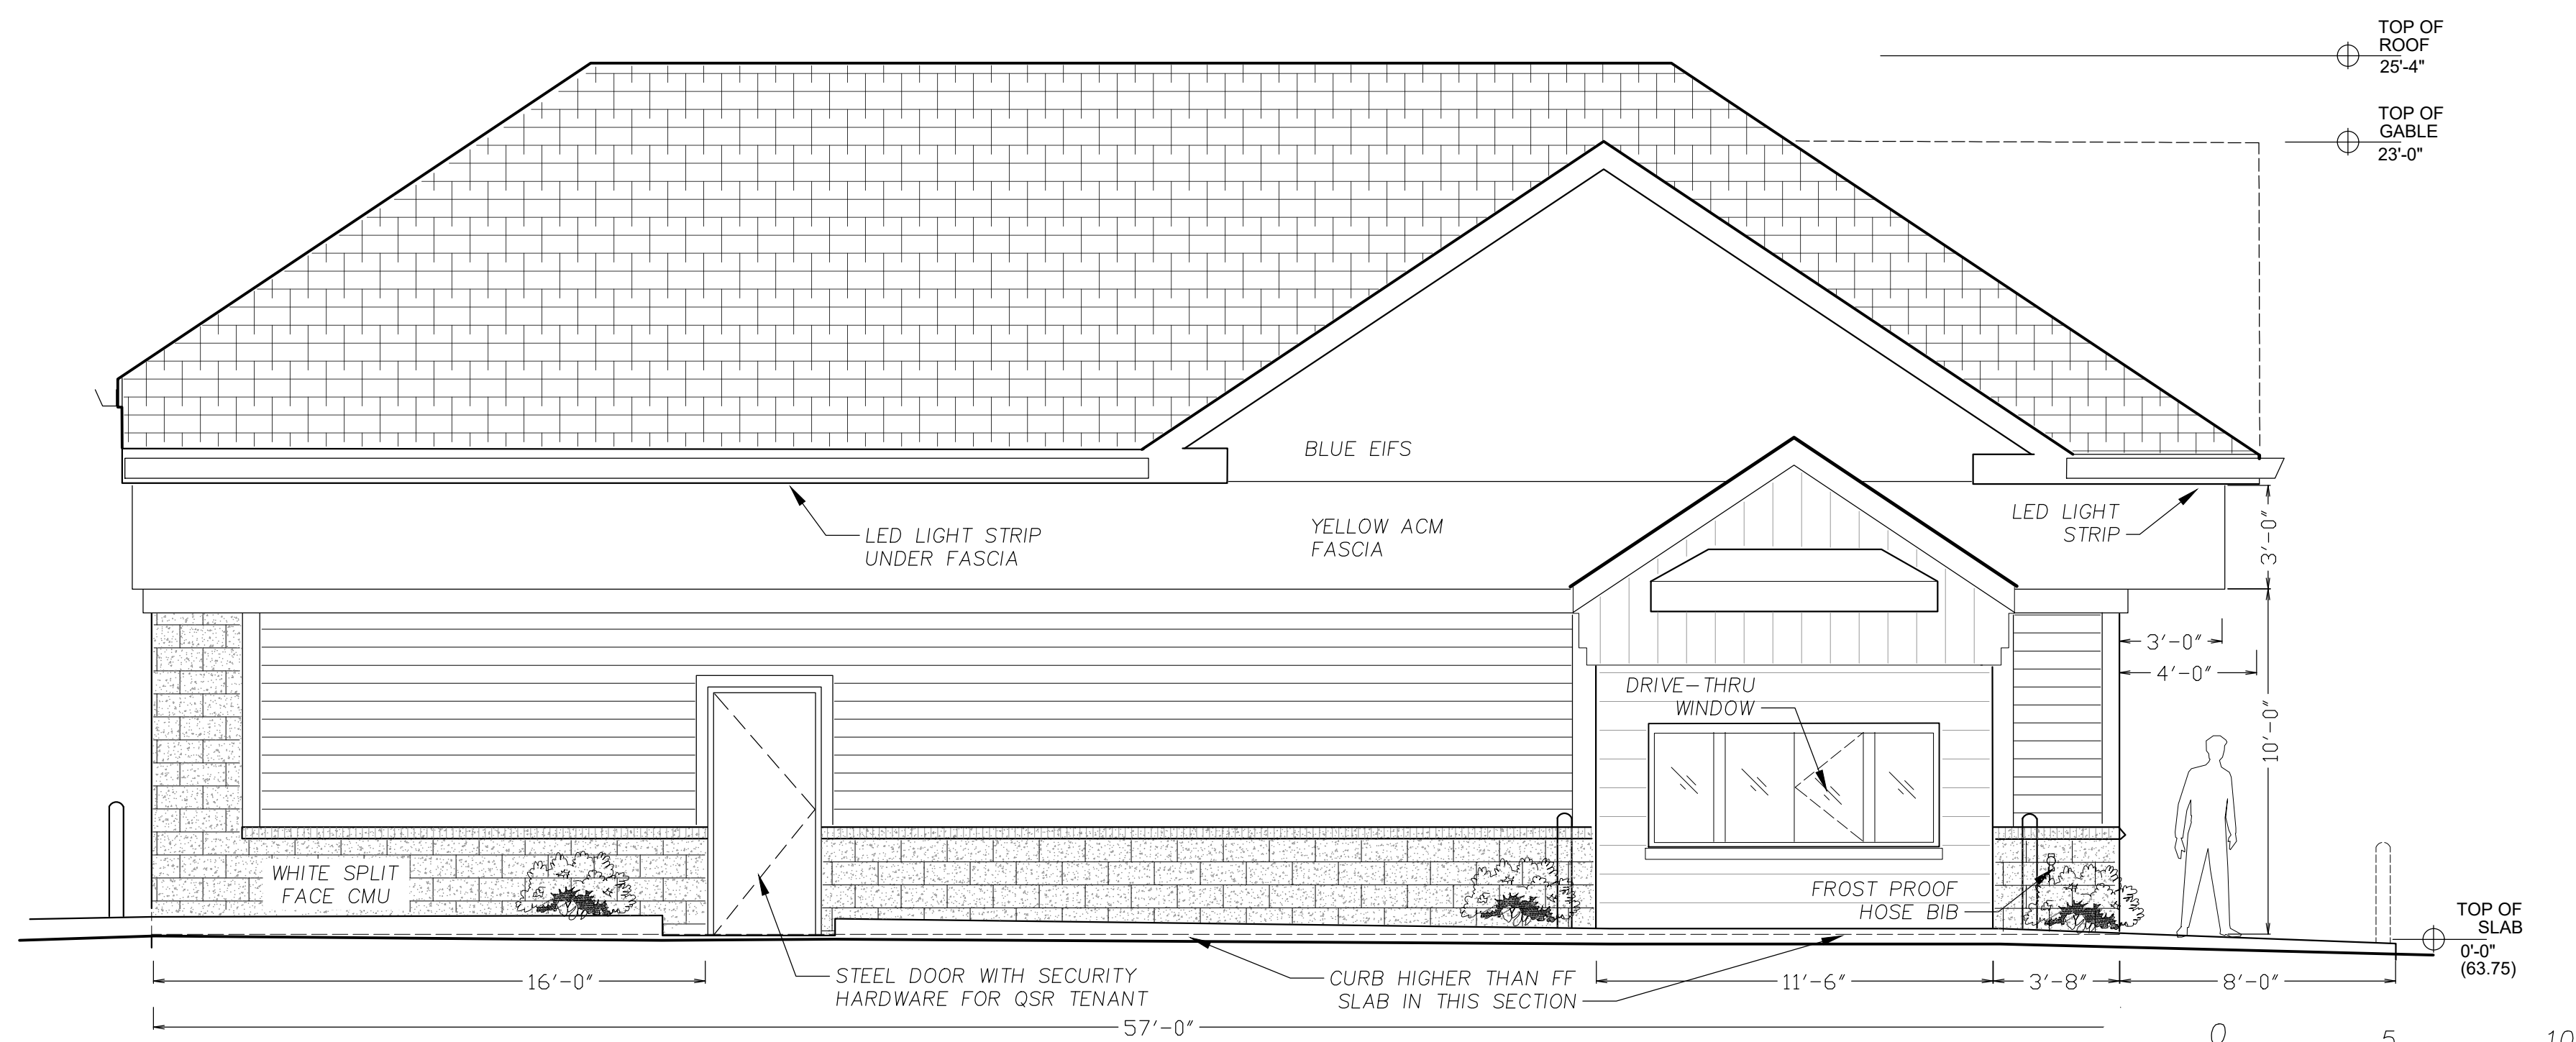 TOP OF
ROOF
25'-4"
TOP OF
GABLE
23'-0"
BLUE EIFS
LED LIGHT STRIP
UNDER FASCIA
YELLOW ACM
FASCIA
LED LIGHT
STRIP
3'-0"
3'-0"
4'-0"
10'-0"
DRIVE-THRU
WINDOW
WHITE SPLIT
FACE CMU
FROST PROOF
HOSE BIB
TOP OF
SLAB
0'-0"
(63.75)
16'-0"
STEEL DOOR WITH SECURITY
HARDWARE FOR QSR TENANT
CURB HIGHER THAN FF
SLAB IN THIS SECTION
11'-6"
3'-8"
8'-0"
57'-0"
0 5 10